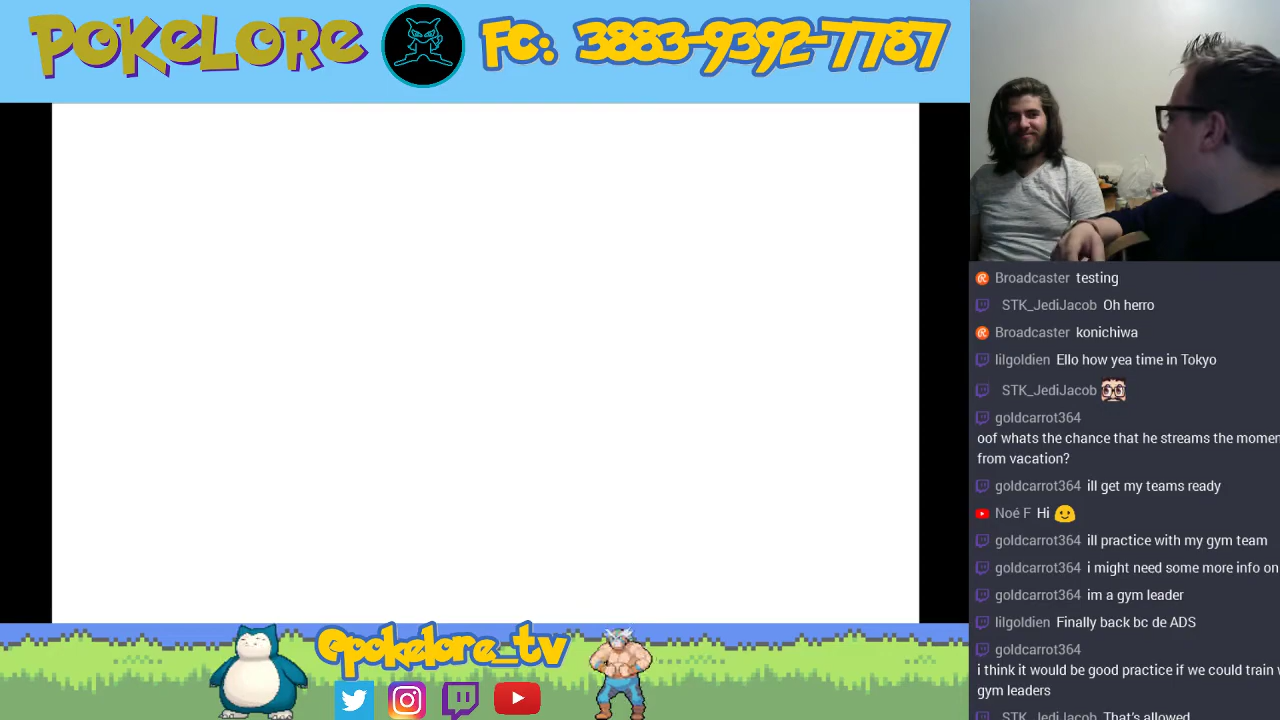 POKELORE FC: 3883-9392-7787
Broadcaster testing
STK_JediJacob Oh herro
Broadcaster konichiwa
lilgoldien Ello how yea time in Tokyo
STK_JediJacob
goldcarrot364
oof whats the chance that he streams the
from vacation?
goldcarrot364 ill get my teams ready
Noé F Hi
goldcarrot364 ill practice with my gym team
goldcarrot364 i might need some more info on
goldcarrot364 im a gym leader
lilgoldien Finally back bc de ADS
goldcarrot364
i think it would be good practice if we could train
gym leaders
STK_JediJacob That's allowed
@pokelore_tv